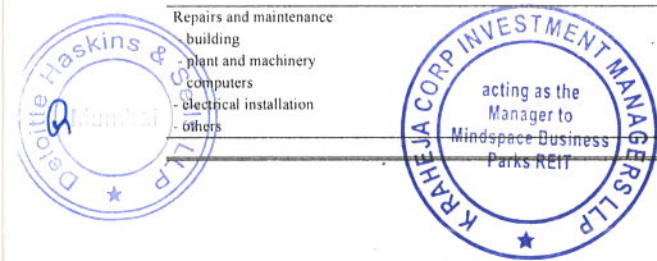 Repairs and maintenance
- building
- plant and machinery
- computers
- electrical installation
- others
Deloitte Haskins & Sells LLP
Mumbai
K RAHEJA CORP INVESTMENT MANAGERS LLP
acting as the
Manager to
Mindspace Business
Parks REIT